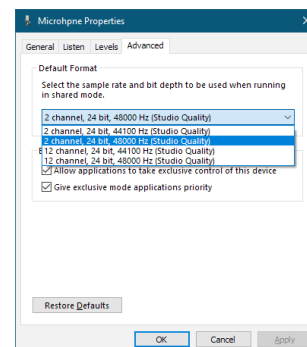 Microhpne Properties
General Listen Levels Advanced
Default Format
Select the sample rate and bit depth to be used when running
in shared mode.
2 channel, 24 bit, 48000 Hz (Studio Quality)
2 channel, 24 bit, 44100 Hz (Studio Quality)
2 channel, 24 bit, 48000 Hz (Studio Quality)
12 channel, 24 bit, 44100 Hz (Studio Quality)
12 channel, 24 bit, 48000 Hz (Studio Quality)
Allow applications to take exclusive control of this device
Give exclusive mode applications priority
Restore Defaults
OK Cancel Apply